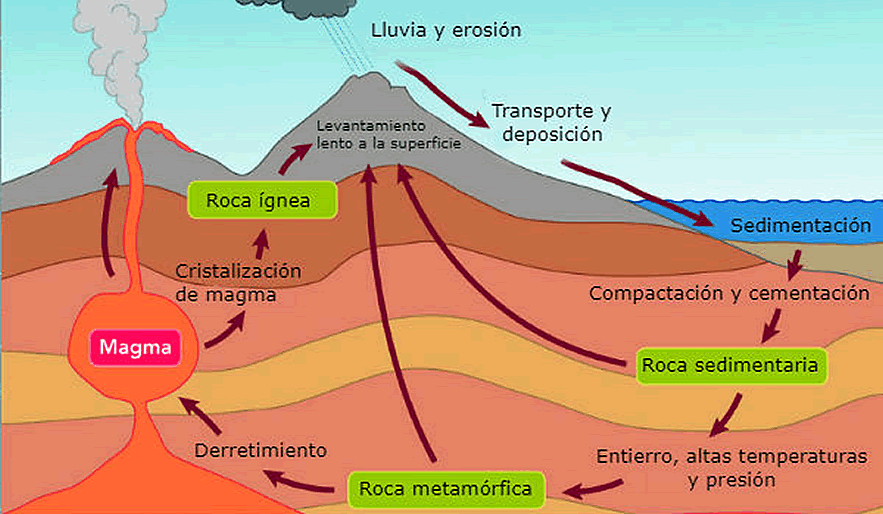 Lluvia y erosión
Transporte y
deposición
Levantamiento
lento a la superficie
Roca ígnea
Sedimentación
Cristalización
de magma
Compactación y cementación
Magma
Roca sedimentaria
Derretimiento
Entierro, altas temperaturas
y presión
Roca metamórfica